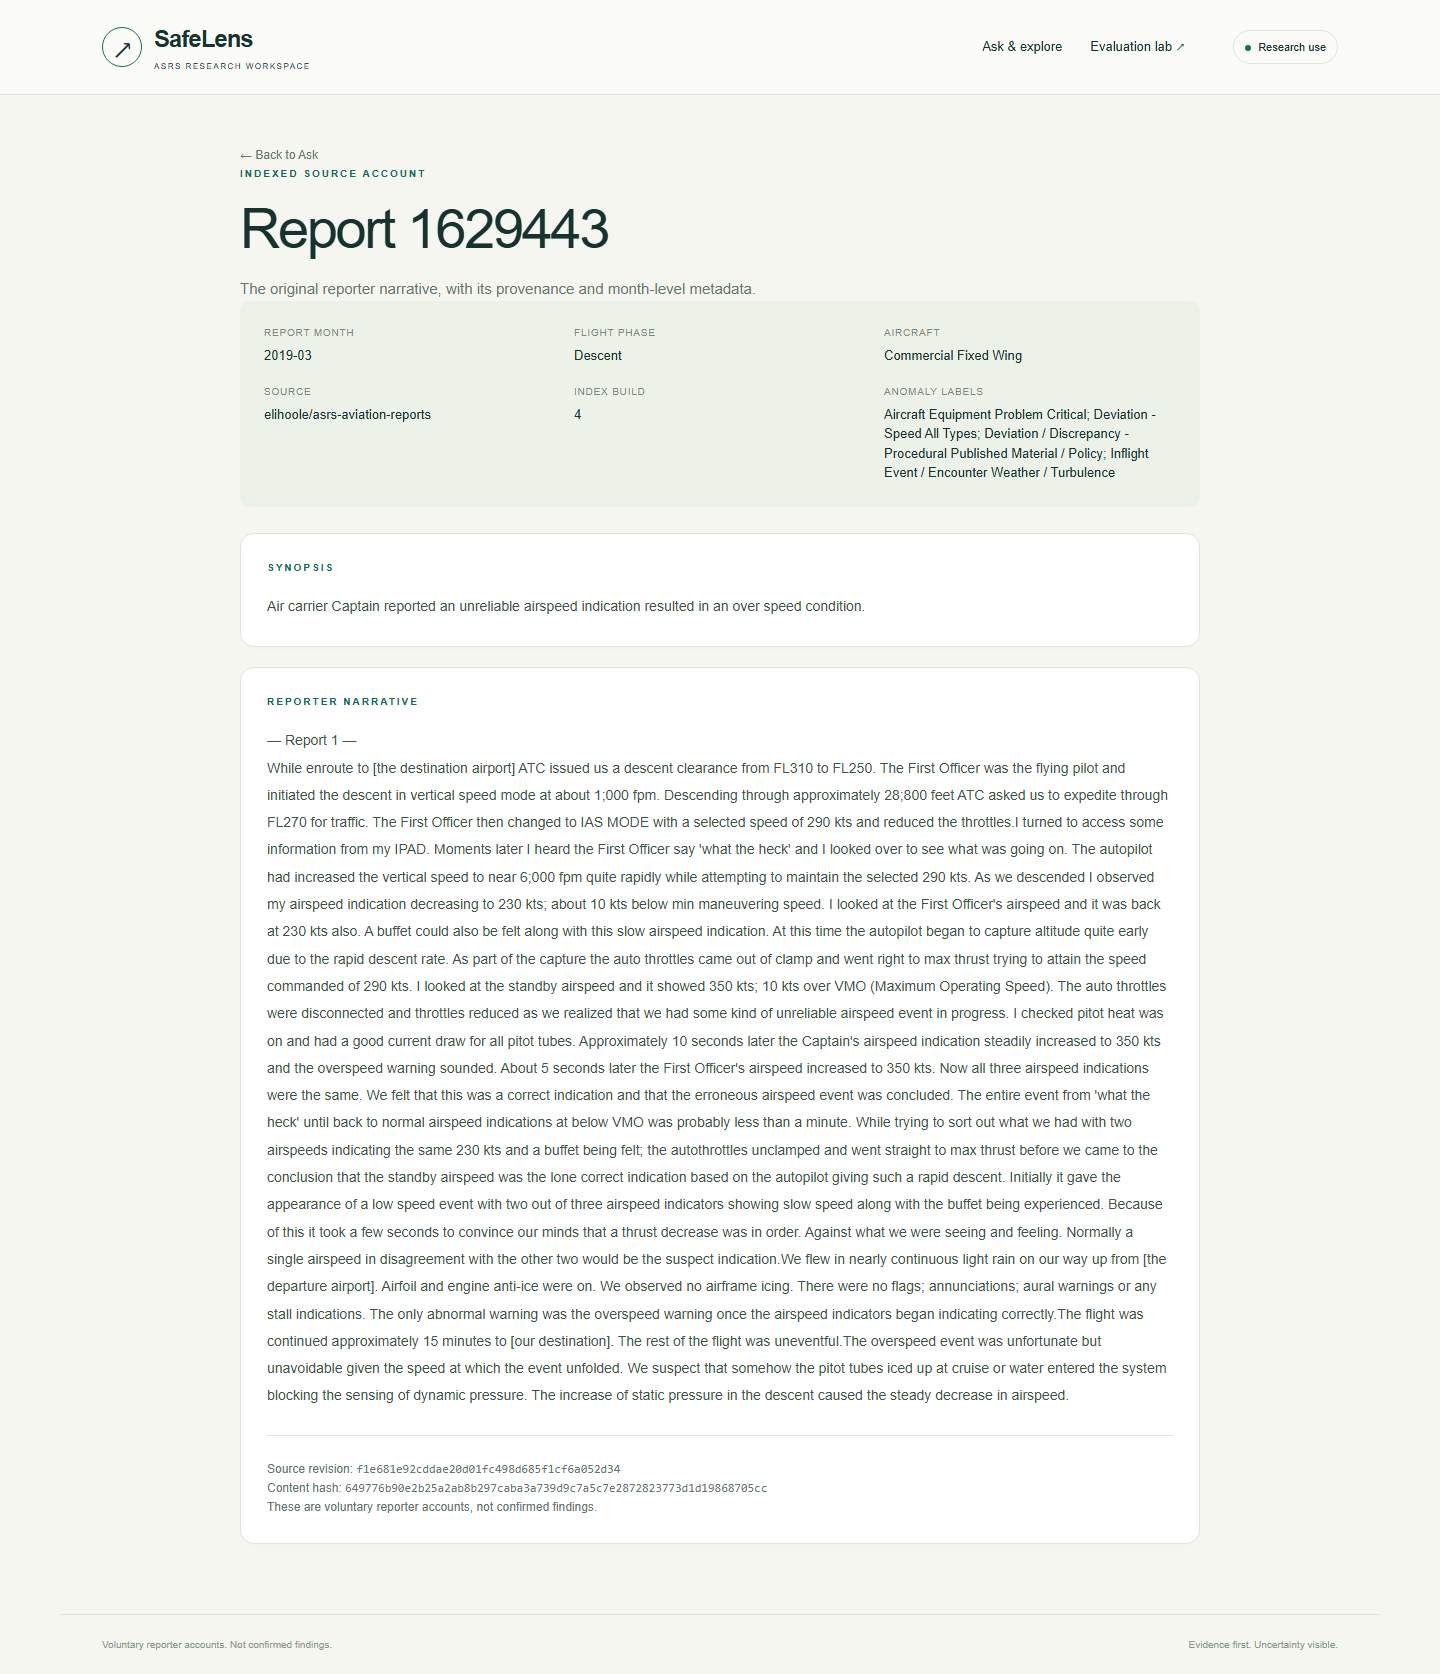 SafeLens
ASRS RESEARCH WORKSPACE
Ask & explore
Evaluation lab ↗
Research use
← Back to Ask
INDEXED SOURCE ACCOUNT
Report 1629443
The original reporter narrative, with its provenance and month-level metadata.
REPORT MONTH
2019-03
FLIGHT PHASE
Descent
AIRCRAFT
Commercial Fixed Wing
SOURCE
elihoole/asrs-aviation-reports
INDEX BUILD
4
ANOMALY LABELS
Aircraft Equipment Problem Critical; Deviation -
Speed All Types; Deviation / Discrepancy -
Procedural Published Material / Policy; Inflight
Event / Encounter Weather / Turbulence
SYNOPSIS
Air carrier Captain reported an unreliable airspeed indication resulted in an over speed condition.
REPORTER NARRATIVE
— Report 1 —
While enroute to [the destination airport] ATC issued us a descent clearance from FL310 to FL250. The First Officer was the flying pilot and
initiated the descent in vertical speed mode at about 1;000 fpm. Descending through approximately 28;800 feet ATC asked us to expedite through
FL270 for traffic. The First Officer then changed to IAS MODE with a selected speed of 290 kts and reduced the throttles.I turned to access some
information from my IPAD. Moments later I heard the First Officer say 'what the heck' and I looked over to see what was going on. The autopilot
had increased the vertical speed to near 6;000 fpm quite rapidly while attempting to maintain the selected 290 kts. As we descended I observed
my airspeed indication decreasing to 230 kts; about 10 kts below min maneuvering speed. I looked at the First Officer's airspeed and it was back
at 230 kts also. A buffet could also be felt along with this slow airspeed indication. At this time the autopilot began to capture altitude quite early
due to the rapid descent rate. As part of the capture the auto throttles came out of clamp and went right to max thrust trying to attain the speed
commanded of 290 kts. I looked at the standby airspeed and it showed 350 kts; 10 kts over VMO (Maximum Operating Speed). The auto throttles
were disconnected and throttles reduced as we realized that we had some kind of unreliable airspeed event in progress. I checked pitot heat was
on and had a good current draw for all pitot tubes. Approximately 10 seconds later the Captain's airspeed indication steadily increased to 350 kts
and the overspeed warning sounded. About 5 seconds later the First Officer's airspeed increased to 350 kts. Now all three airspeed indications
were the same. We felt that this was a correct indication and that the erroneous airspeed event was concluded. The entire event from 'what the
heck' until back to normal airspeed indications at below VMO was probably less than a minute. While trying to sort out what we had with two
airspeeds indicating the same 230 kts and a buffet being felt; the autothrottles unclamped and went straight to max thrust before we came to the
conclusion that the standby airspeed was the lone correct indication based on the autopilot giving such a rapid descent. Initially it gave the
appearance of a low speed event with two out of three airspeed indicators showing slow speed along with the buffet being experienced. Because
of this it took a few seconds to convince our minds that a thrust decrease was in order. Against what we were seeing and feeling. Normally a
single airspeed in disagreement with the other two would be the suspect indication.We flew in nearly continuous light rain on our way up from [the
departure airport]. Airfoil and engine anti-ice were on. We observed no airframe icing. There were no flags; annunciations; aural warnings or any
stall indications. The only abnormal warning was the overspeed warning once the airspeed indicators began indicating correctly.The flight was
continued approximately 15 minutes to [our destination]. The rest of the flight was uneventful.The overspeed event was unfortunate but
unavoidable given the speed at which the event unfolded. We suspect that somehow the pitot tubes iced up at cruise or water entered the system
blocking the sensing of dynamic pressure. The increase of static pressure in the descent caused the steady decrease in airspeed.
Source revision: f1e681e92cddae20d01fc498d685f1cf6a052d34
Content hash: 649776b90e2b25a2ab8b297caba3a739d9c7a5c7e2872823773d1d19868705cc
These are voluntary reporter accounts, not confirmed findings.
Voluntary reporter accounts. Not confirmed findings.
Evidence first. Uncertainty visible.